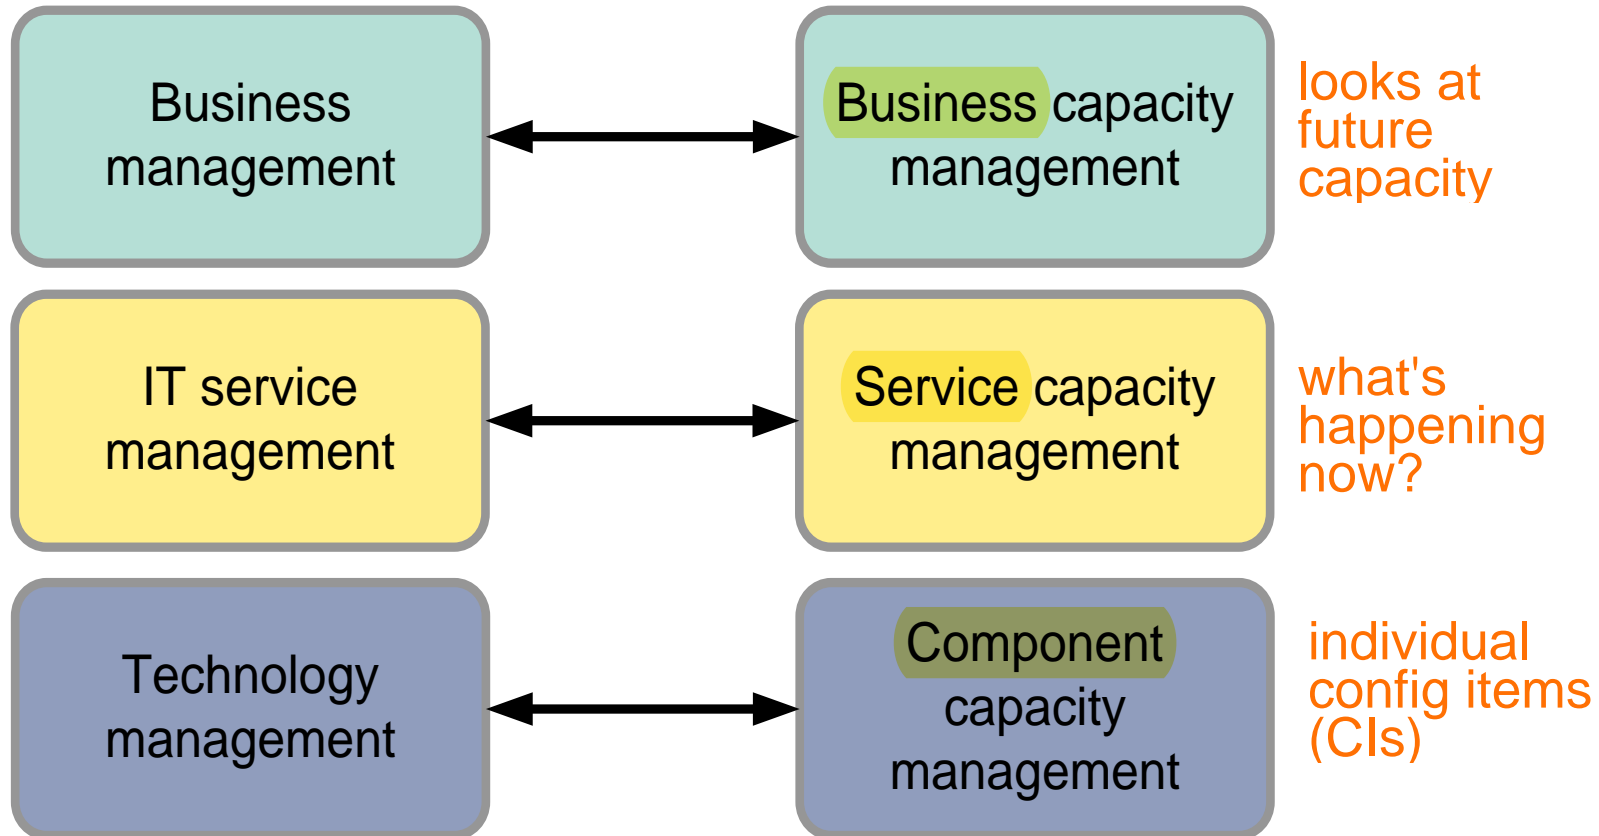 Business
management
Business capacity
management
looks at
future
capacity
IT service
management
Service capacity
management
what's
happening
now?
Technology
management
Component
capacity
management
individual
config items
(CIs)